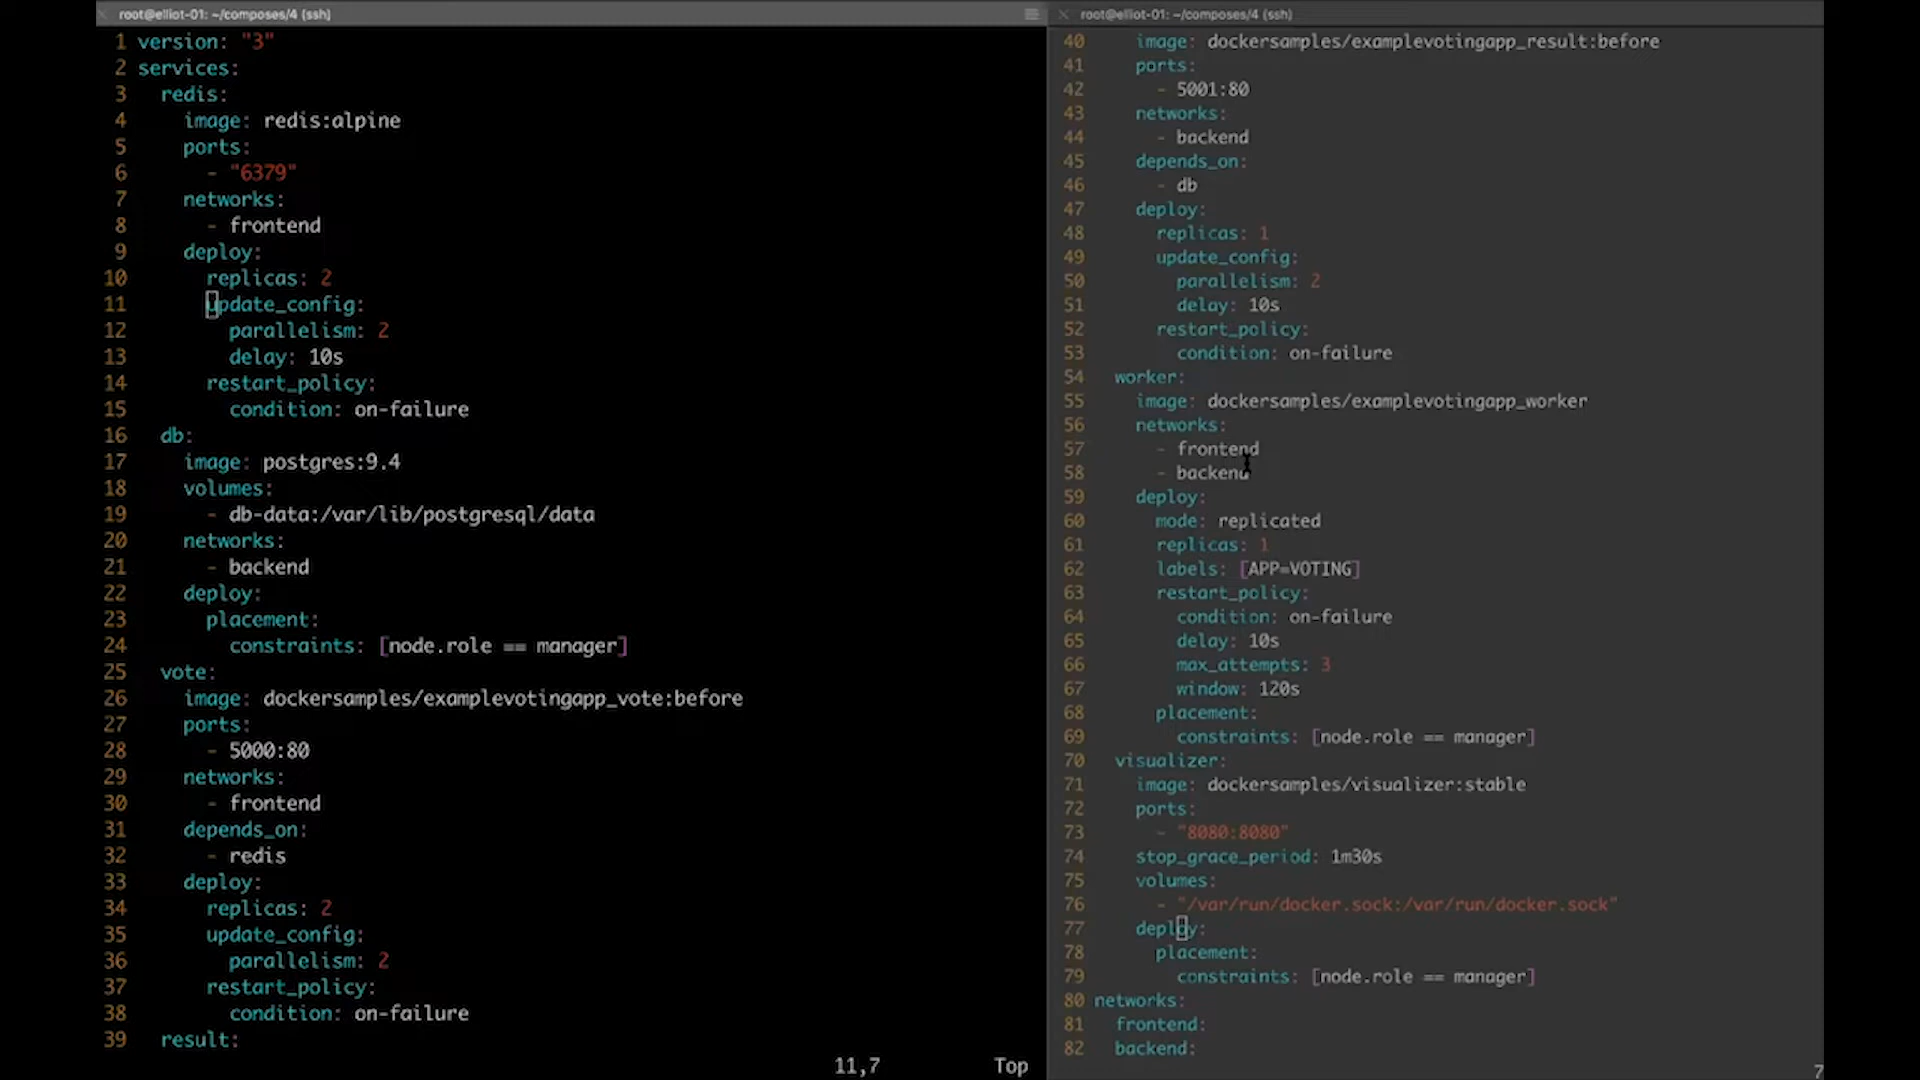 root@elliot-01: ~/composes/4 (ssh)
1 version: "3"
2 services:
3   redis:
4     image: redis:alpine
5     ports:
6       - "6379"
7     networks:
8       - frontend
9     deploy:
10       replicas: 2
11       update_config:
12         parallelism: 2
13         delay: 10s
14       restart_policy:
15         condition: on-failure
16   db:
17     image: postgres:9.4
18     volumes:
19       - db-data:/var/lib/postgresql/data
20     networks:
21       - backend
22     deploy:
23       placement:
24         constraints: [node.role == manager]
25   vote:
26     image: dockersamples/examplevotingapp_vote:before
27     ports:
28       - 5000:80
29     networks:
30       - frontend
31     depends_on:
32       - redis
33     deploy:
34       replicas: 2
35       update_config:
36         parallelism: 2
37       restart_policy:
38         condition: on-failure
39   result:
11,7 Top
root@elliot-01: ~/composes/4 (ssh)
40     image: dockersamples/examplevotingapp_result:before
41     ports:
42       - 5001:80
43     networks:
44       - backend
45     depends_on:
46       - db
47     deploy:
48       replicas: 1
49       update_config:
50         parallelism: 2
51         delay: 10s
52       restart_policy:
53         condition: on-failure
54   worker:
55     image: dockersamples/examplevotingapp_worker
56     networks:
57       - frontend
58       - backend
59     deploy:
60       mode: replicated
61       replicas: 1
62       labels: [APP=VOTING]
63       restart_policy:
64         condition: on-failure
65         delay: 10s
66         max_attempts: 3
67         window: 120s
68       placement:
69         constraints: [node.role == manager]
70   visualizer:
71     image: dockersamples/visualizer:stable
72     ports:
73       - "8080:8080"
74     stop_grace_period: 1m30s
75     volumes:
76       - "/var/run/docker.sock:/var/run/docker.sock"
77     deploy:
78       placement:
79         constraints: [node.role == manager]
80 networks:
81   frontend:
82   backend:
7